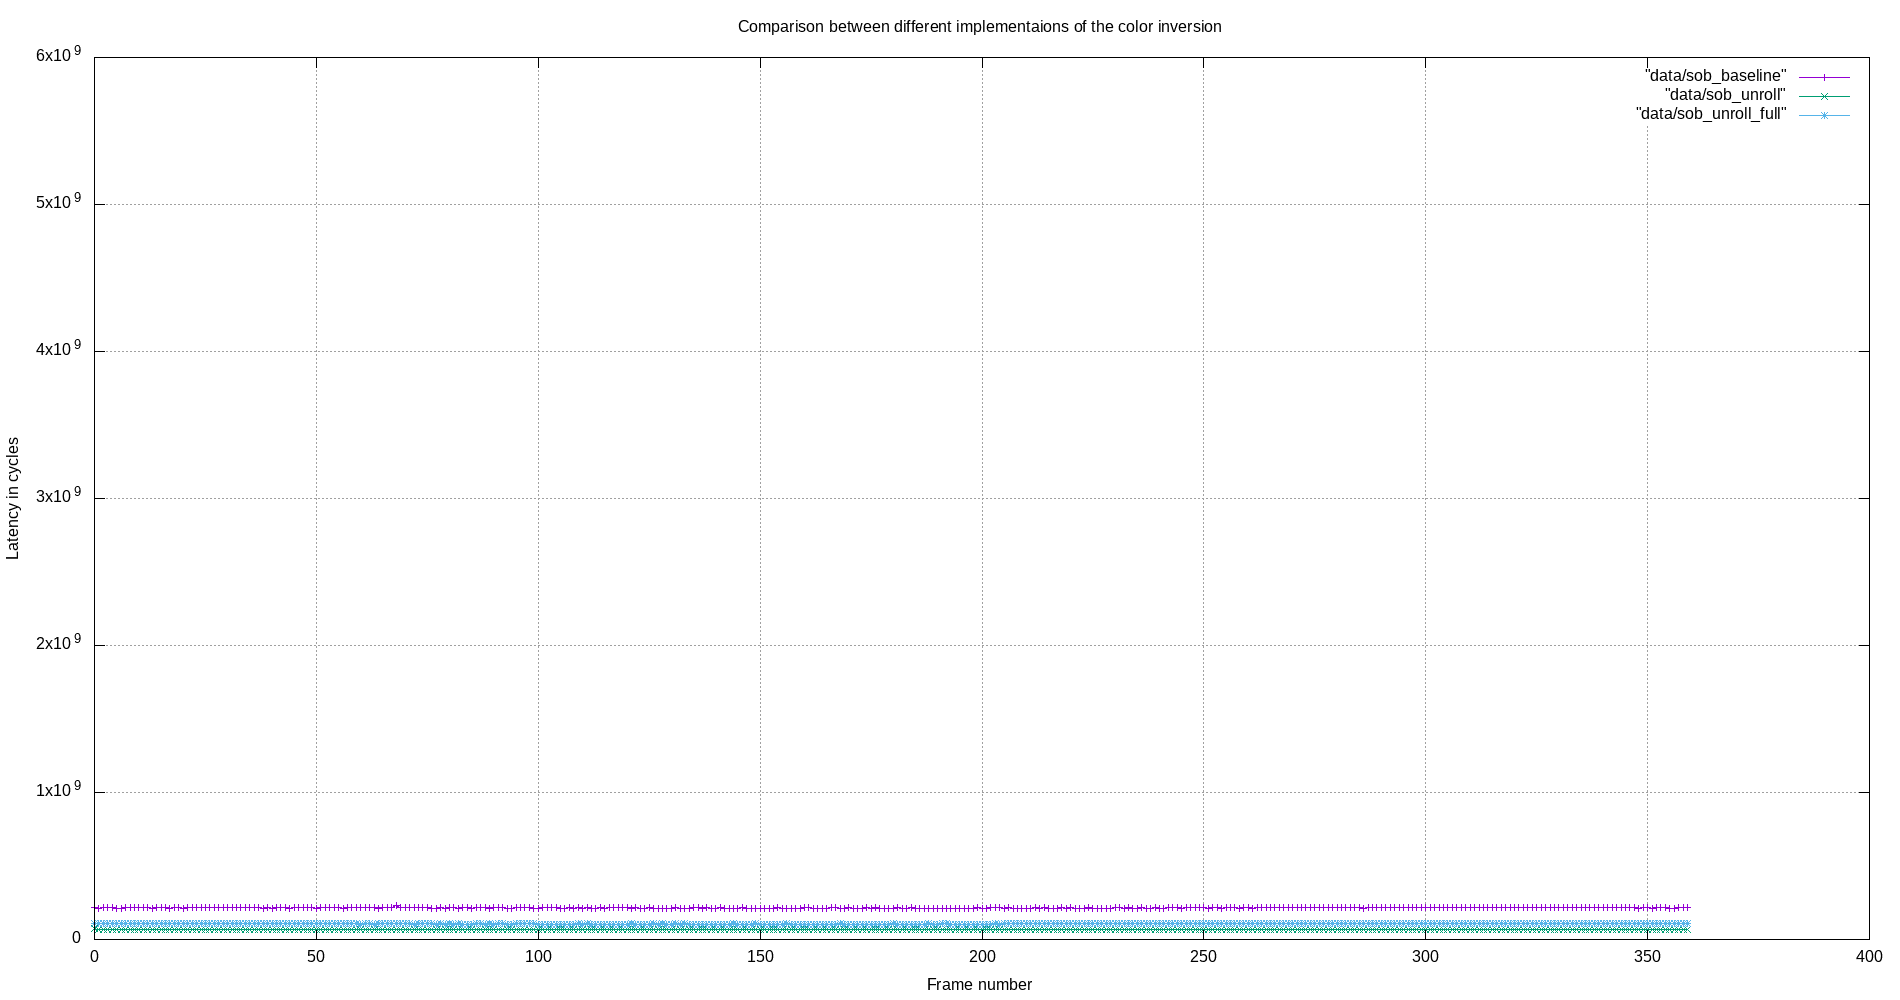 Comparison between different implementaions of the color inversion
6x10^9
"data/sob_baseline"
"data/sob_unroll"
"data/sob_unroll_full"
5x10^9
4x10^9
3x10^9
2x10^9
1x10^9
0
Latency in cycles
0 50 100 150 200 250 300 350 400
Frame number